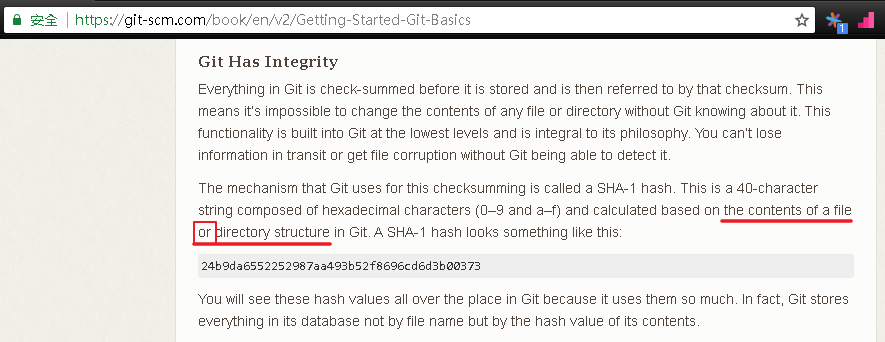 安全 https://git-scm.com/book/en/v2/Getting-Started-Git-Basics
1
Git Has Integrity
Everything in Git is check-summed before it is stored and is then referred to by that checksum. This
means it's impossible to change the contents of any file or directory without Git knowing about it. This
functionality is built into Git at the lowest levels and is integral to its philosophy. You can't lose
information in transit or get file corruption without Git being able to detect it.
The mechanism that Git uses for this checksumming is called a SHA-1 hash. This is a 40-character
string composed of hexadecimal characters (0–9 and a–f) and calculated based on the contents of a file
or directory structure in Git. A SHA-1 hash looks something like this:
24b9da6552252987aa493b52f8696cd6d3b00373
You will see these hash values all over the place in Git because it uses them so much. In fact, Git stores
everything in its database not by file name but by the hash value of its contents.